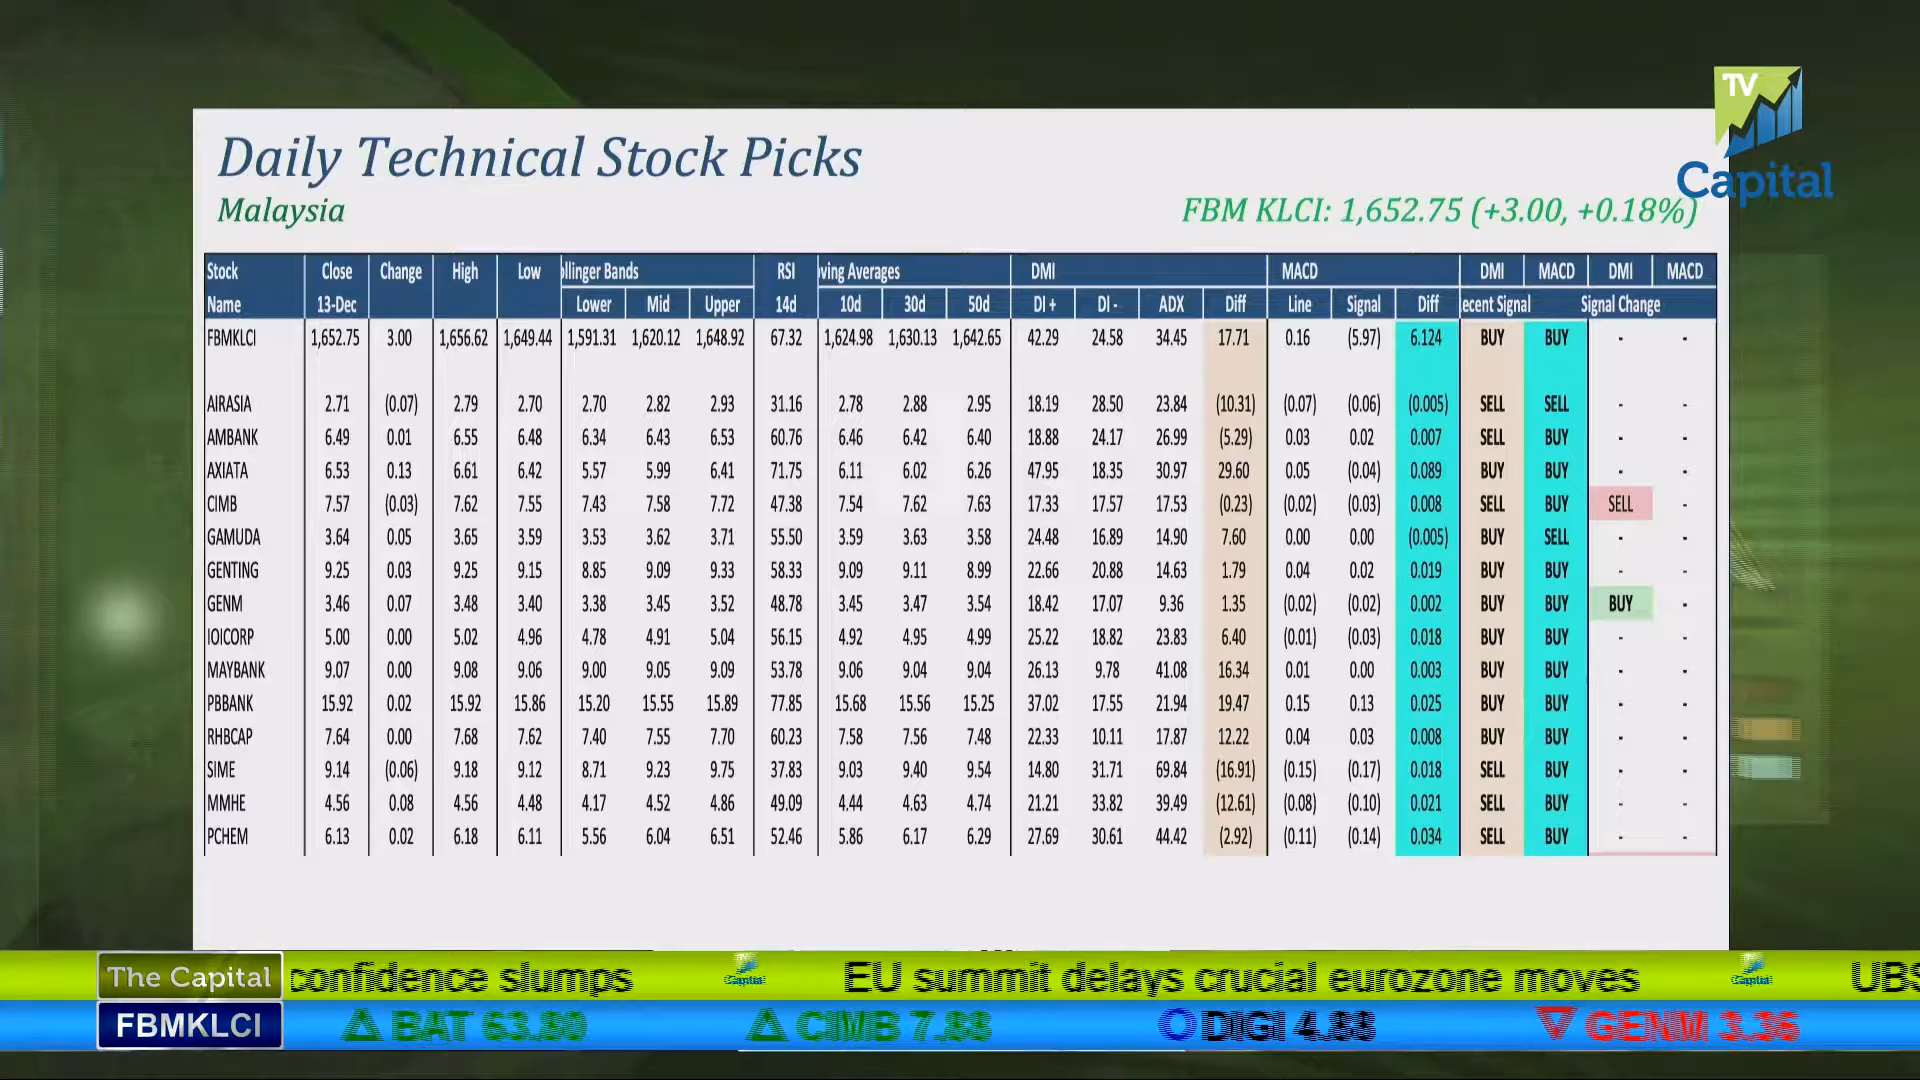 TV
Capital
Daily Technical Stock Picks
Malaysia
FBM KLCI: 1,652.75 (+3.00, +0.18%)
Stock Close Change High Low ollinger Bands RSI oving Averages DMI MACD DMI MACD DMI MACD
Name 13-Dec Lower Mid Upper 14d 10d 30d 50d DI + DI - ADX Diff Line Signal Diff ecent Signal Signal Change
FBMKLCI 1,652.75 3.00 1,656.62 1,649.44 1,591.31 1,620.12 1,648.92 67.32 1,624.98 1,630.13 1,642.65 42.29 24.58 34.45 17.71 0.16 (5.97) 6.124 BUY BUY - -
AIRASIA 2.71 (0.07) 2.79 2.70 2.70 2.82 2.93 31.16 2.78 2.88 2.95 18.19 28.50 23.84 (10.31) (0.07) (0.06) (0.005) SELL SELL - -
AMBANK 6.49 0.01 6.55 6.48 6.34 6.43 6.53 60.76 6.46 6.42 6.40 18.88 24.17 26.99 (5.29) 0.03 0.02 0.007 SELL BUY - -
AXIATA 6.53 0.13 6.61 6.42 5.57 5.99 6.41 71.75 6.11 6.02 6.26 47.95 18.35 30.97 29.60 0.05 (0.04) 0.089 BUY BUY - -
CIMB 7.57 (0.03) 7.62 7.55 7.43 7.58 7.72 47.38 7.54 7.62 7.63 17.33 17.57 17.53 (0.23) (0.02) (0.03) 0.008 SELL BUY SELL -
GAMUDA 3.64 0.05 3.65 3.59 3.53 3.62 3.71 55.50 3.59 3.63 3.58 24.48 16.89 14.90 7.60 0.00 0.00 (0.005) BUY SELL - -
GENTING 9.25 0.03 9.25 9.15 8.85 9.09 9.33 58.33 9.09 9.11 8.99 22.66 20.88 14.63 1.79 0.04 0.02 0.019 BUY BUY - -
GENM 3.46 0.07 3.48 3.40 3.38 3.45 3.52 48.78 3.45 3.47 3.54 18.42 17.07 9.36 1.35 (0.02) (0.02) 0.002 BUY BUY BUY -
IOICORP 5.00 0.00 5.02 4.96 4.78 4.91 5.04 56.15 4.92 4.95 4.99 25.22 18.82 23.83 6.40 (0.01) (0.03) 0.018 BUY BUY - -
MAYBANK 9.07 0.00 9.08 9.06 9.00 9.05 9.09 53.78 9.06 9.04 9.04 26.13 9.78 41.08 16.34 0.01 0.00 0.003 BUY BUY - -
PBBANK 15.92 0.02 15.92 15.86 15.20 15.55 15.89 77.85 15.68 15.56 15.25 37.02 17.55 21.94 19.47 0.15 0.13 0.025 BUY BUY - -
RHBCAP 7.64 0.00 7.68 7.62 7.40 7.55 7.70 60.23 7.58 7.56 7.48 22.33 10.11 17.87 12.22 0.04 0.03 0.008 BUY BUY - -
SIME 9.14 (0.06) 9.18 9.12 8.71 9.23 9.75 37.83 9.03 9.40 9.54 14.80 31.71 69.84 (16.91) (0.15) (0.17) 0.018 SELL BUY - -
MMHE 4.56 0.08 4.56 4.48 4.17 4.52 4.86 49.09 4.44 4.63 4.74 21.21 33.82 39.49 (12.61) (0.08) (0.10) 0.021 SELL BUY - -
PCHEM 6.13 0.02 6.18 6.11 5.56 6.04 6.51 52.46 5.86 6.17 6.29 27.69 30.61 44.42 (2.92) (0.11) (0.14) 0.034 SELL BUY - -
The Capital confidence slumps Capital EU summit delays crucial eurozone moves Capital UBS
FBMKLCI BAT 63.80 CIMB 7.88 DIGI 4.88 GENM 3.36